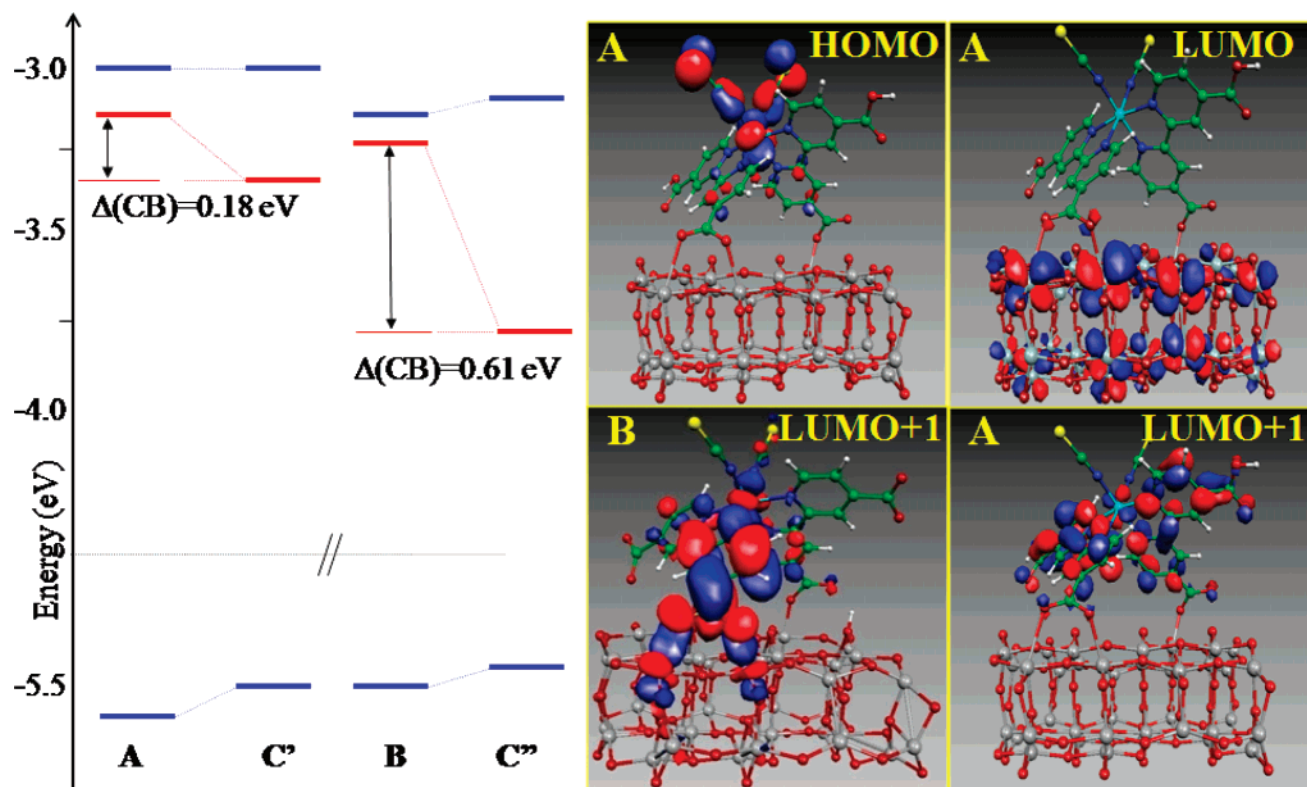 Energy (eV)
-3.0
-3.5
-4.0
-5.5
Δ(CB)=0.18 eV
Δ(CB)=0.61 eV
A
C’
B
C’’
A HOMO
A LUMO
B LUMO+1
A LUMO+1